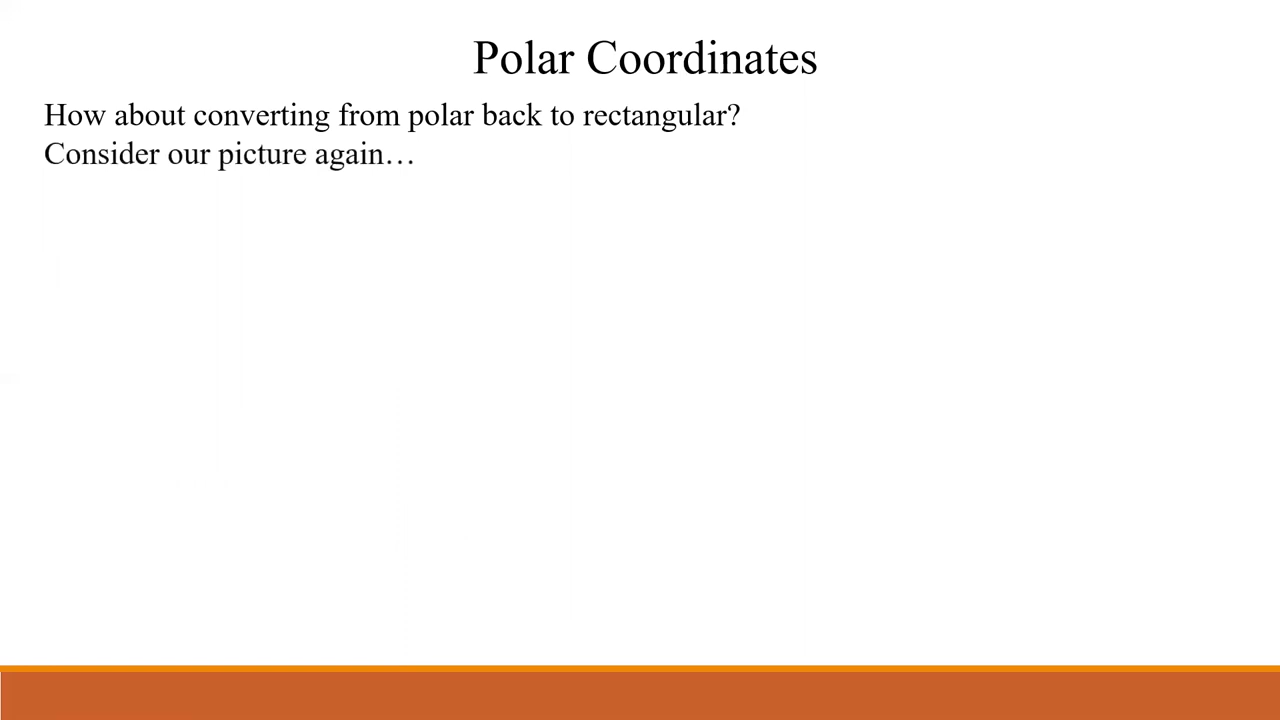 Polar Coordinates
How about converting from polar back to rectangular?
Consider our picture again…